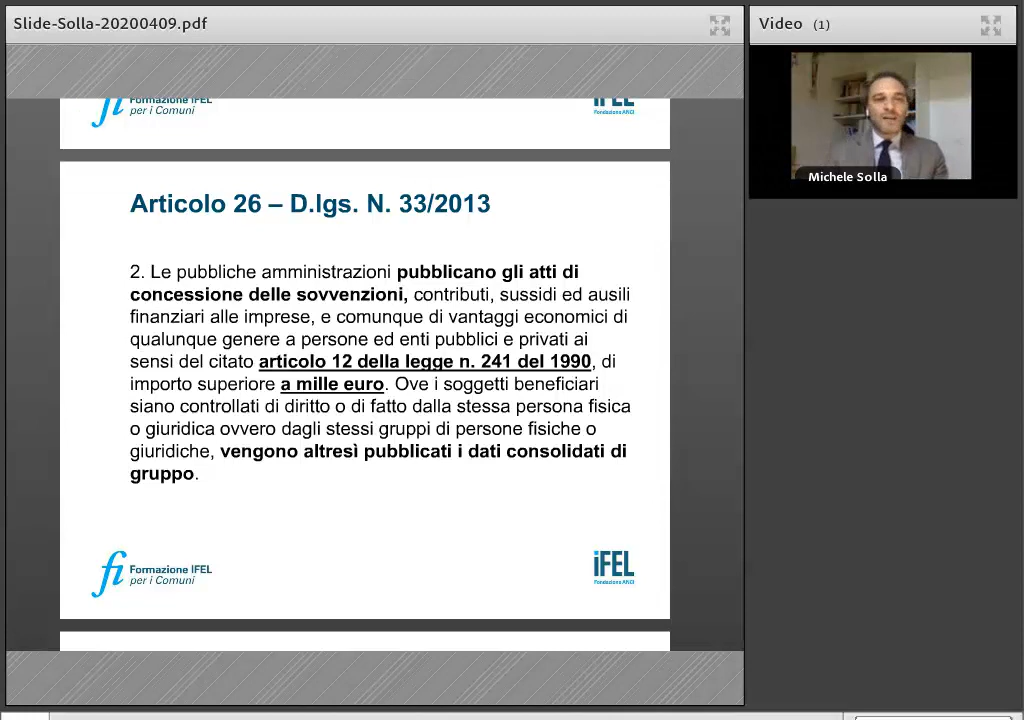 Slide-Solla-20200409.pdf
Video (1)
Formazione IFEL
per i Comuni
iFEL
Fondazione ANCI
Michele Solla
Articolo 26 – D.lgs. N. 33/2013
2. Le pubbliche amministrazioni pubblicano gli atti di
concessione delle sovvenzioni, contributi, sussidi ed ausili
finanziari alle imprese, e comunque di vantaggi economici di
qualunque genere a persone ed enti pubblici e privati ai
sensi del citato articolo 12 della legge n. 241 del 1990, di
importo superiore a mille euro. Ove i soggetti beneficiari
siano controllati di diritto o di fatto dalla stessa persona fisica
o giuridica ovvero dagli stessi gruppi di persone fisiche o
giuridiche, vengono altresì pubblicati i dati consolidati di
gruppo.
fi Formazione IFEL
per i Comuni
iFEL
Fondazione ANCI